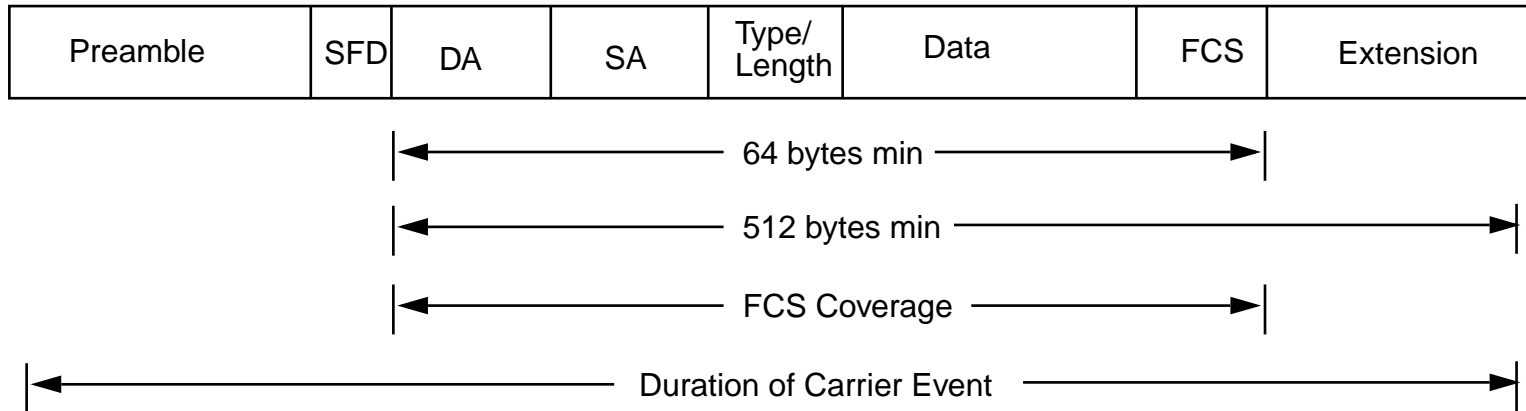 Preamble
SFD
DA
SA
Type/
Length
Data
FCS
Extension
64 bytes min
512 bytes min
FCS Coverage
Duration of Carrier Event